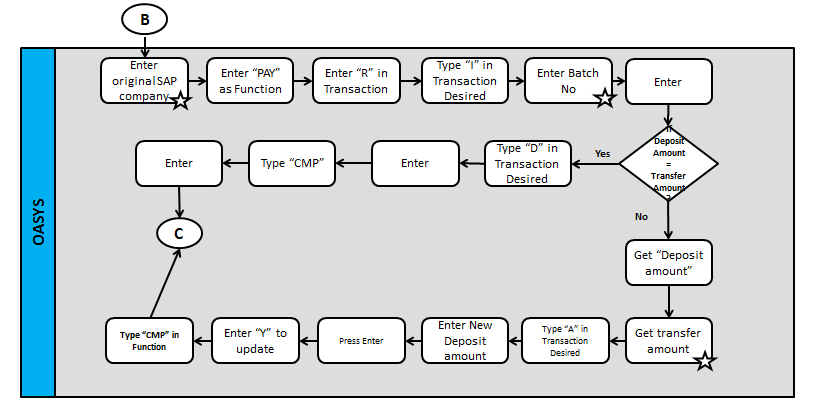 B
OASYS
Enter
original SAP
company
Enter “PAY”
as Function
Enter “R” in
Transaction
Type “I” in
Transaction
Desired
Enter Batch
No
Enter
If
Deposit
Amount
=
Transfer
Amount
?
Yes
Type “D” in
Transaction
Desired
Enter
Type “CMP”
Enter
C
No
Get “Deposit
amount”
Get transfer
amount
Type “A” in
Transaction
Desired
Enter New
Deposit
amount
Press Enter
Enter “Y” to
update
Type “CMP” in
Function